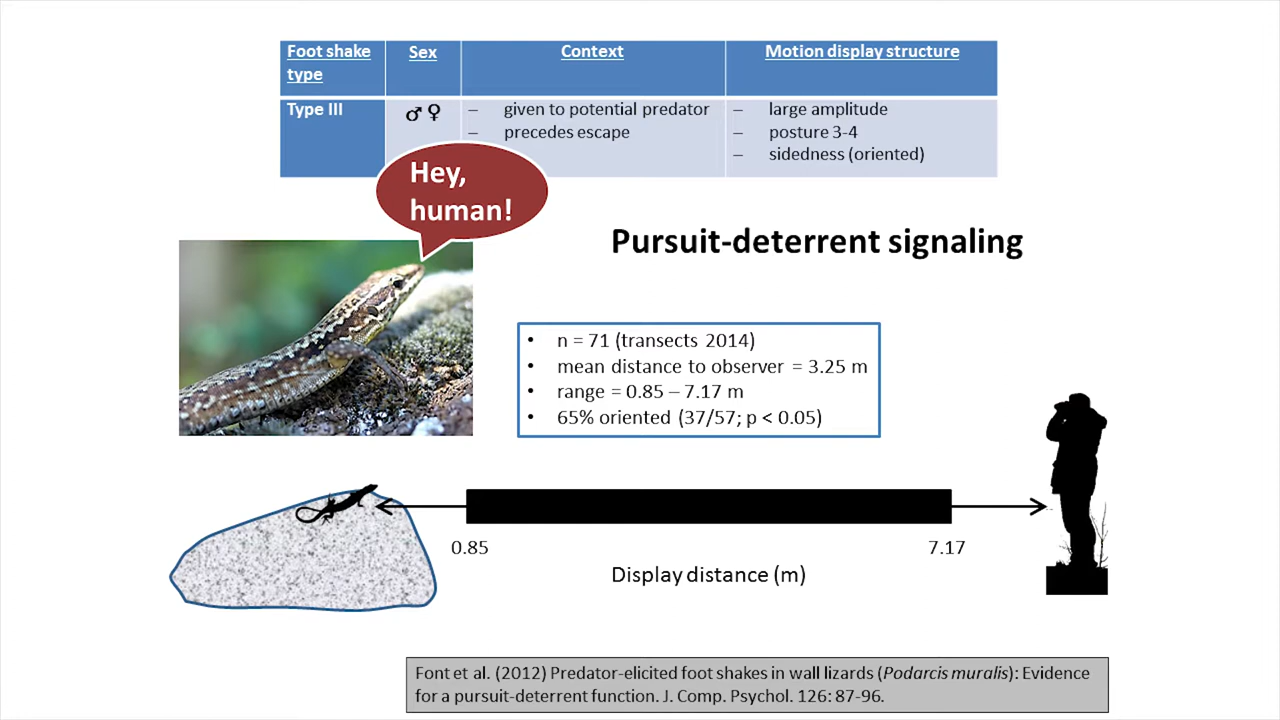 Foot shake type
Sex
Context
Motion display structure
Type III
♂♀
– given to potential predator
– precedes escape
– large amplitude
– posture 3-4
– sidedness (oriented)
Hey,
human!
Pursuit-deterrent signaling
• n = 71 (transects 2014)
• mean distance to observer = 3.25 m
• range = 0.85 – 7.17 m
• 65% oriented (37/57; p < 0.05)
0.85
7.17
Display distance (m)
Font et al. (2012) Predator-elicited foot shakes in wall lizards (Podarcis muralis): Evidence
for a pursuit-deterrent function. J. Comp. Psychol. 126: 87-96.